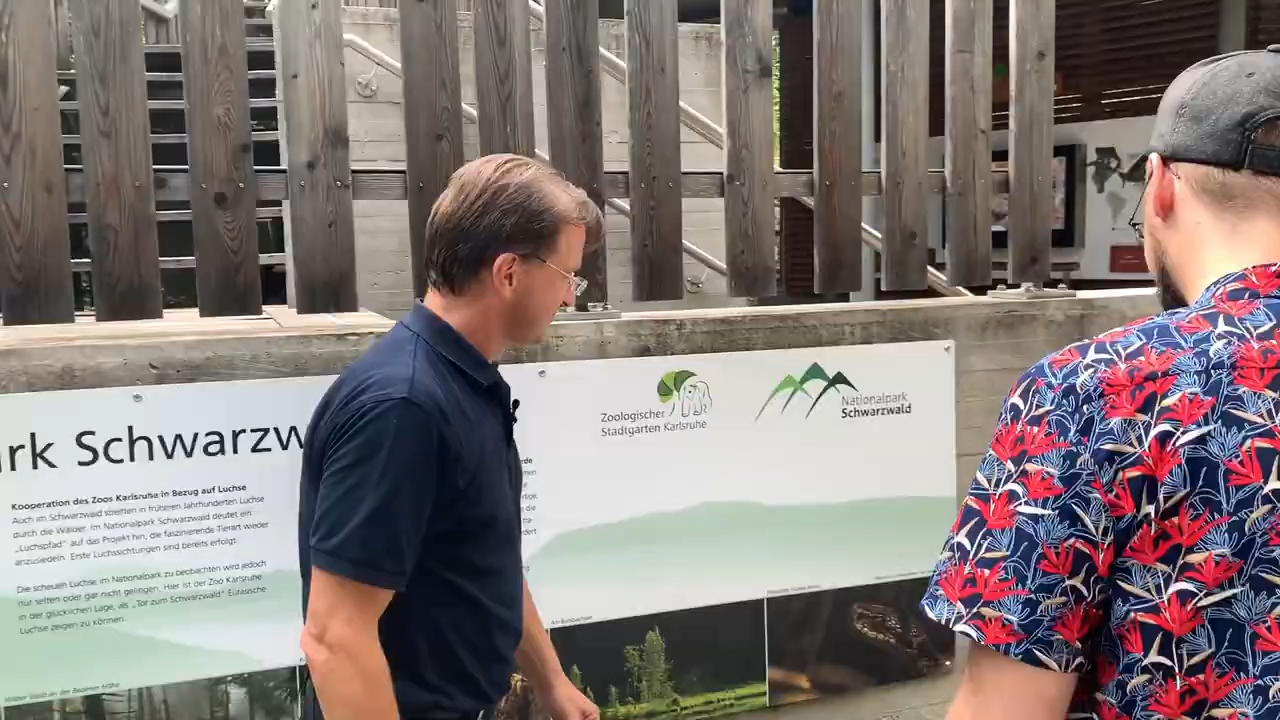 ark Schwarzw
Kooperation des Zoos Karlsruhe in Bezug auf Luchse
Auch im Schwarzwald streiften in früheren Jahrhunderten Luchse
durch die Wälder. Im Nationalpark Schwarzwald deutet ein
„Luchspfad" auf das Projekt hin, die faszinierende Tierart wieder
anzusiedeln. Erste Luchssichtungen sind bereits erfolgt.
Die scheuen Luchse im Nationalpark zu beobachten wird jedoch
nur selten oder gar nicht gelingen. Hier ist der Zoo Karlsruhe
in der glücklichen Lage, als „Tor zum Schwarzwald" Eurasische
Luchse zeigen zu können.
Zoologischer
Stadtgarten Karlsruhe
Nationalpark
Schwarzwald